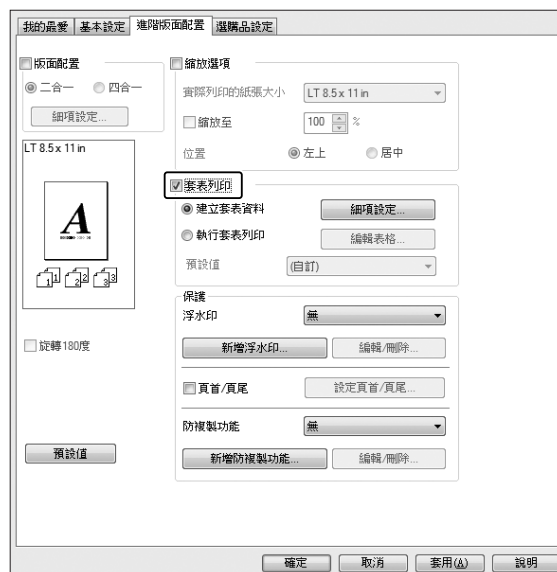 我的最愛 基本設定 進階版面配置 選購品設定
版面配置
二合一 四合一
細項設定...
LT 8.5 x 11 in
A
1 1 2 2 3 3
旋轉 180度
預設值
縮放選項
實際列印的紙張大小 LT 8.5 x 11 in
縮放至 100 %
位置 左上 居中
套表列印
建立套表資料 細項設定...
執行套表列印 編輯表格...
預設值 (自訂)
保護
浮水印 無
新增浮水印... 編輯/刪除...
頁首/頁尾 設定頁首/頁尾...
防複製功能 無
新增防複製功能... 編輯/刪除...
確定 取消 套用(A) 說明